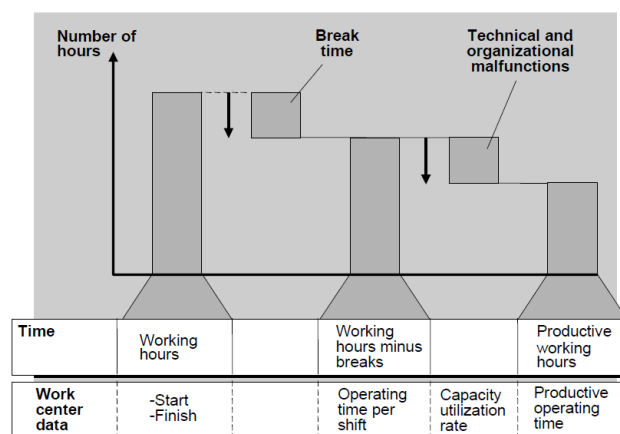 Number of
hours
Break
time
Technical and
organizational
malfunctions
Time
Working
hours
Working
hours minus
breaks
Productive
working
hours
Work
center
data
-Start
-Finish
Operating
time per
shift
Capacity
utilization
rate
Productive
operating
time